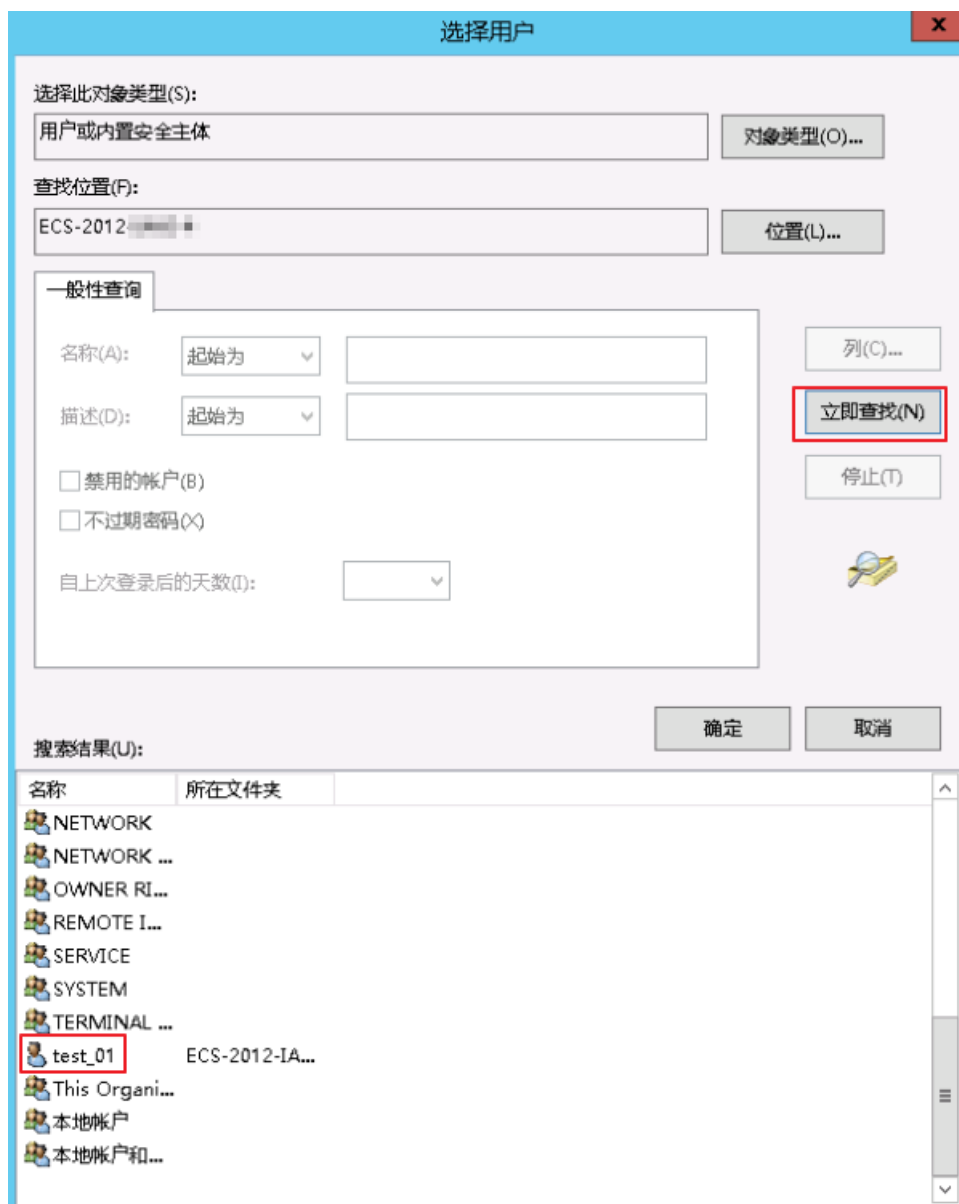 选择用户
x
选择此对象类型(S):
用户或内置安全主体
对象类型(O)...
查找位置(F):
ECS-2012-
位置(L)...
一般性查询
名称(A):
起始为
列(C)...
描述(D):
起始为
立即查找(N)
禁用的帐户(B)
停止(T)
不过期密码(X)
自上次登录后的天数(I):
确定
取消
搜索结果(U):
名称
所在文件夹
NETWORK
NETWORK ...
OWNER RI...
REMOTE I...
SERVICE
SYSTEM
TERMINAL ...
test_01
ECS-2012-IA...
This Organi...
本地帐户
本地帐户和...